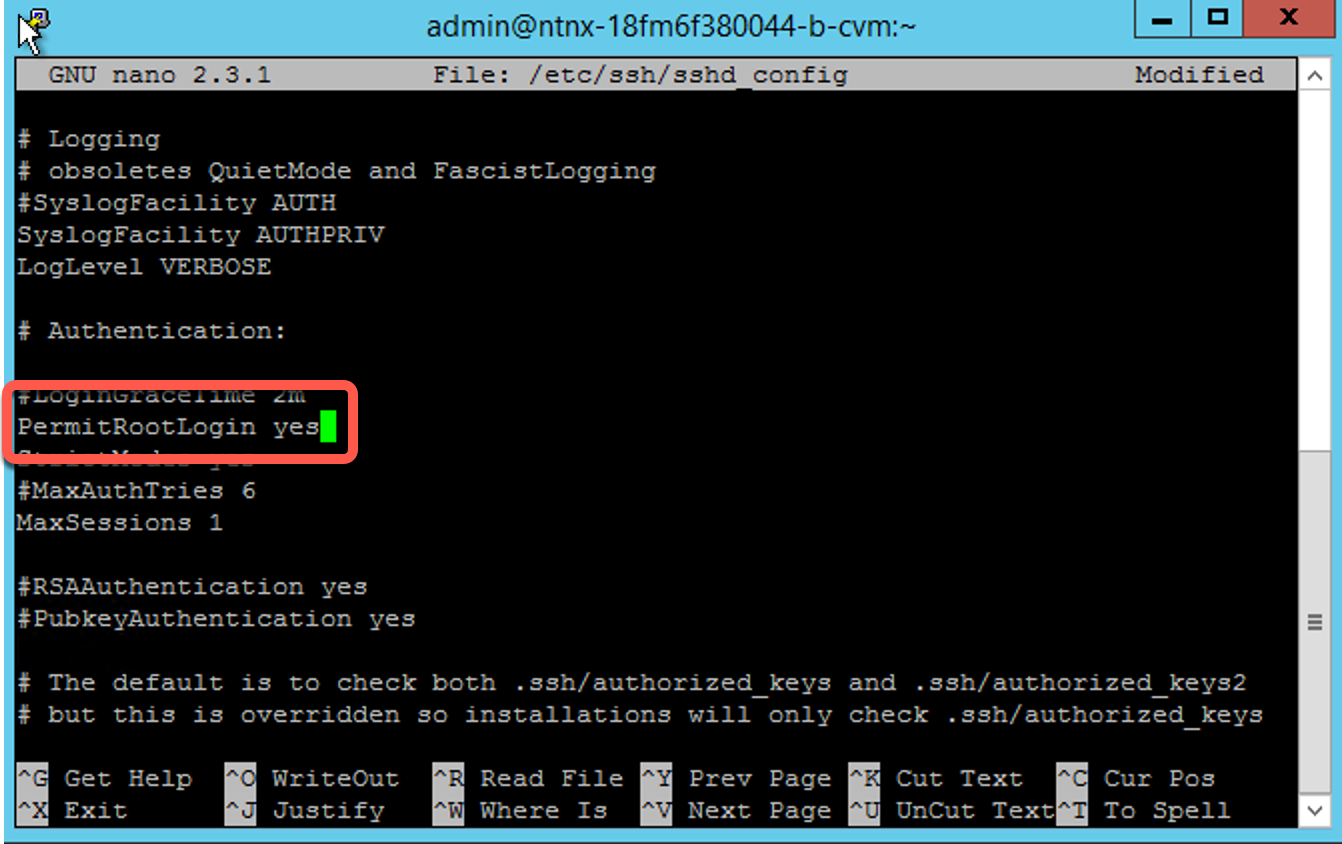 admin@ntnx-18fm6f380044-b-cvm:~
GNU nano 2.3.1 File: /etc/ssh/sshd_config Modified
# Logging
# obsoletes QuietMode and FascistLogging
#SyslogFacility AUTH
SyslogFacility AUTHPRIV
LogLevel VERBOSE
# Authentication:
#LoginGraceTime 2m
PermitRootLogin yes
StrictModes yes
#MaxAuthTries 6
MaxSessions 1
#RSAAuthentication yes
#PubkeyAuthentication yes
# The default is to check both .ssh/authorized_keys and .ssh/authorized_keys2
# but this is overridden so installations will only check .ssh/authorized_keys
^G Get Help ^O WriteOut ^R Read File ^Y Prev Page ^K Cut Text ^C Cur Pos
^X Exit ^J Justify ^W Where Is ^V Next Page ^U UnCut Text ^T To Spell